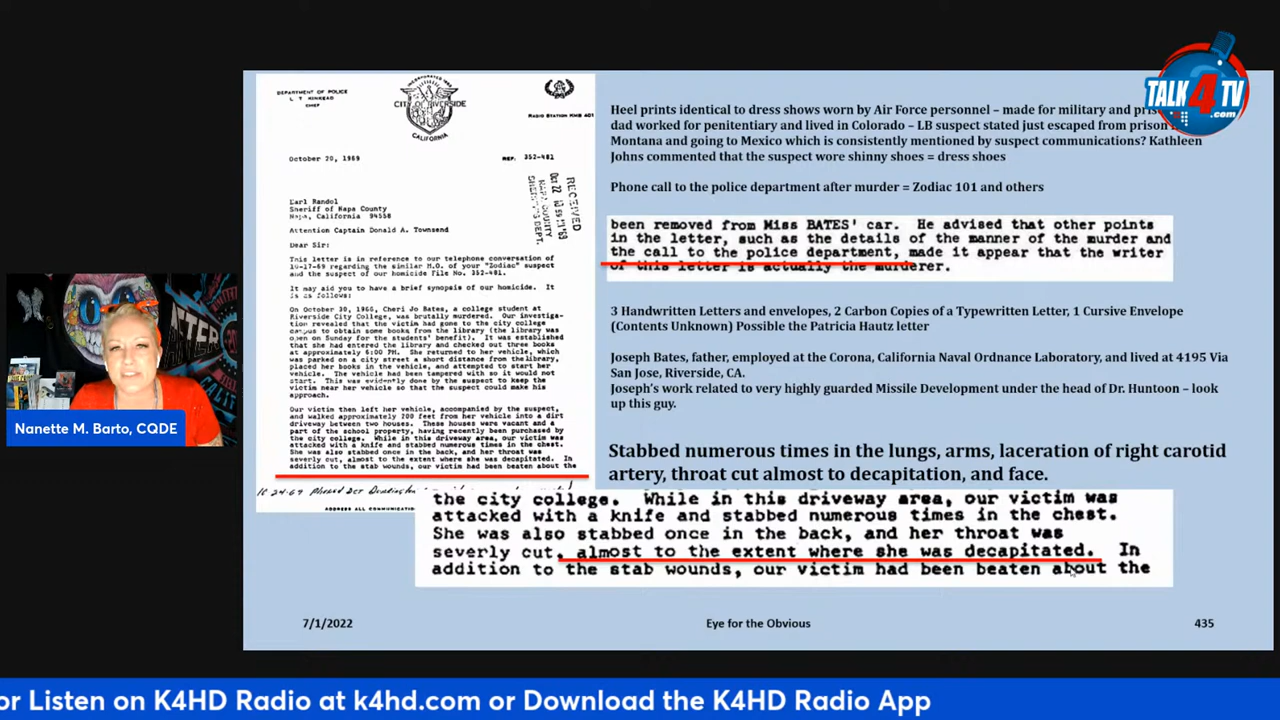 DEPARTMENT OF POLICE
L T KINKEAD
CHIEF
CITY OF RIVERSIDE
CALIFORNIA
RADIO STATION KMB A01
October 20, 1969
REF: 352-481
RECEIVED
NAPA COUNTY
SHERIFF'S DEPT.
Earl Randol
Sheriff of Napa County
Napa, California 94558
Attention Captain Donald A. Townsend
Dear Sir:
This letter is in reference to our telephone conversation of
10-17-69 regarding the similar M.O. of your "Zodiac" suspect
and the suspect of our homicide File No. 352-481.
It may aid you to have a brief synopsis of our homicide. It
is as follows:
On October 30, 1966, Cheri Jo Bates, a college student at
Riverside City College, was brutally murdered. Our investiga-
tion revealed that the victim had gone to the city college
campus to obtain some books from the library (the library was
open on Sunday for the students' benefit). It was established
that she had entered the library and checked out three books
at approximately 6:00 PM. She returned to her vehicle, which
was parked on a city street a short distance from the library,
placed her books in the vehicle, and attempted to start her
vehicle. The vehicle had been tampered with so it would not
start. This was evidently done by the suspect to keep the
victim near her vehicle so that the suspect could make his
approach.
Our victim then left her vehicle, accompanied by the suspect,
and walked approximately 200 feet from her vehicle into a dirt
driveway between two houses. These houses were vacant and a
part of the school property, having recently been purchased by
the city college. While in this driveway area, our victim was
attacked with a knife and stabbed numerous times in the chest.
She was also stabbed once in the back, and her throat was
severly cut, almost to the extent where she was decapitated. In
addition to the stab wounds, our victim had been beaten about the
ADDRESS ALL COMMUNICATIONS
Heel prints identical to dress shows worn by Air Force personnel – made for military and
dad worked for penitentiary and lived in Colorado – LB suspect stated just escaped from prison
Montana and going to Mexico which is consistently mentioned by suspect communications? Kathleen
Johns commented that the suspect wore shinny shoes = dress shoes
Phone call to the police department after murder = Zodiac 101 and others
been removed from Miss BATES' car. He advised that other points
in the letter, such as the details of the manner of the murder and
the call to the police department, made it appear that the writer
of this letter is actually the murderer.
3 Handwritten Letters and envelopes, 2 Carbon Copies of a Typewritten Letter, 1 Cursive Envelope
(Contents Unknown) Possible the Patricia Hautz letter
Joseph Bates, father, employed at the Corona, California Naval Ordnance Laboratory, and lived at 4195 Via
San Jose, Riverside, CA.
Joseph's work related to very highly guarded Missile Development under the head of Dr. Huntoon – look
up this guy.
Stabbed numerous times in the lungs, arms, laceration of right carotid
artery, throat cut almost to decapitation, and face.
the city college. While in this driveway area, our victim was
attacked with a knife and stabbed numerous times in the chest.
She was also stabbed once in the back, and her throat was
severly cut, almost to the extent where she was decapitated. In
addition to the stab wounds, our victim had been beaten about the
7/1/2022
Eye for the Obvious
435
TALK4TV
.com
AFTER
Nanette M. Barto, CQDE
or Listen on K4HD Radio at k4hd.com or Download the K4HD Radio App